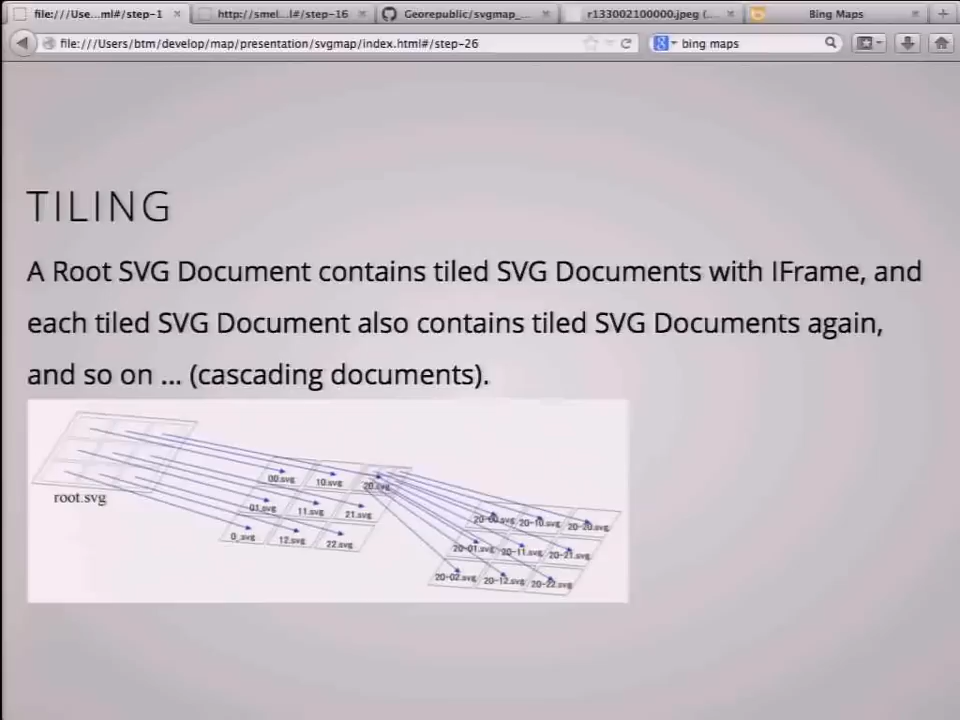 file:///Use...ml#/step-1
http://smel...l#/step-16
Georepublic/svgmap_...
r133002100000.jpeg (...
Bing Maps
file:///Users/btm/develop/map/presentation/svgmap/index.html#/step-26
bing maps
TILING
A Root SVG Document contains tiled SVG Documents with IFrame, and
each tiled SVG Document also contains tiled SVG Documents again,
and so on ... (cascading documents).
root.svg
00.svg 10.svg 20.svg
01.svg 11.svg 21.svg
0_.svg 12.svg 22.svg
20-00.svg 20-10.svg 20-20.svg
20-01.svg 20-11.svg 20-21.svg
20-02.svg 20-12.svg 20-22.svg